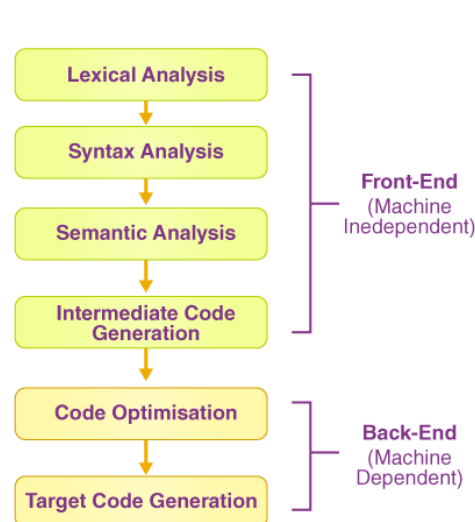 Lexical Analysis
Syntax Analysis
Semantic Analysis
Intermediate Code
Generation
Front-End
(Machine
Inedependent)
Code Optimisation
Target Code Generation
Back-End
(Machine
Dependent)